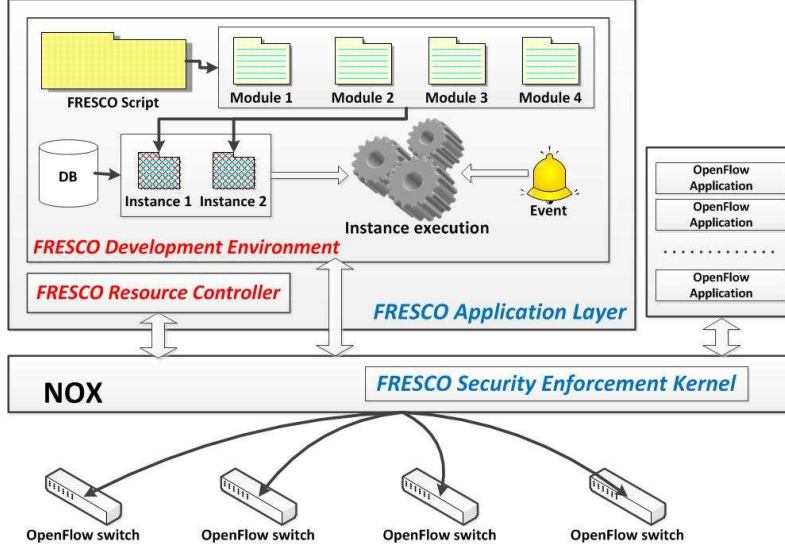 FRESCO Script
Module 1
Module 2
Module 3
Module 4
DB
Instance 1
Instance 2
Instance execution
Event
FRESCO Development Environment
FRESCO Resource Controller
FRESCO Application Layer
OpenFlow
Application
OpenFlow
Application
. . . . . . . . . . . . . . .
OpenFlow
Application
NOX
FRESCO Security Enforcement Kernel
OpenFlow switch
OpenFlow switch
OpenFlow switch
OpenFlow switch